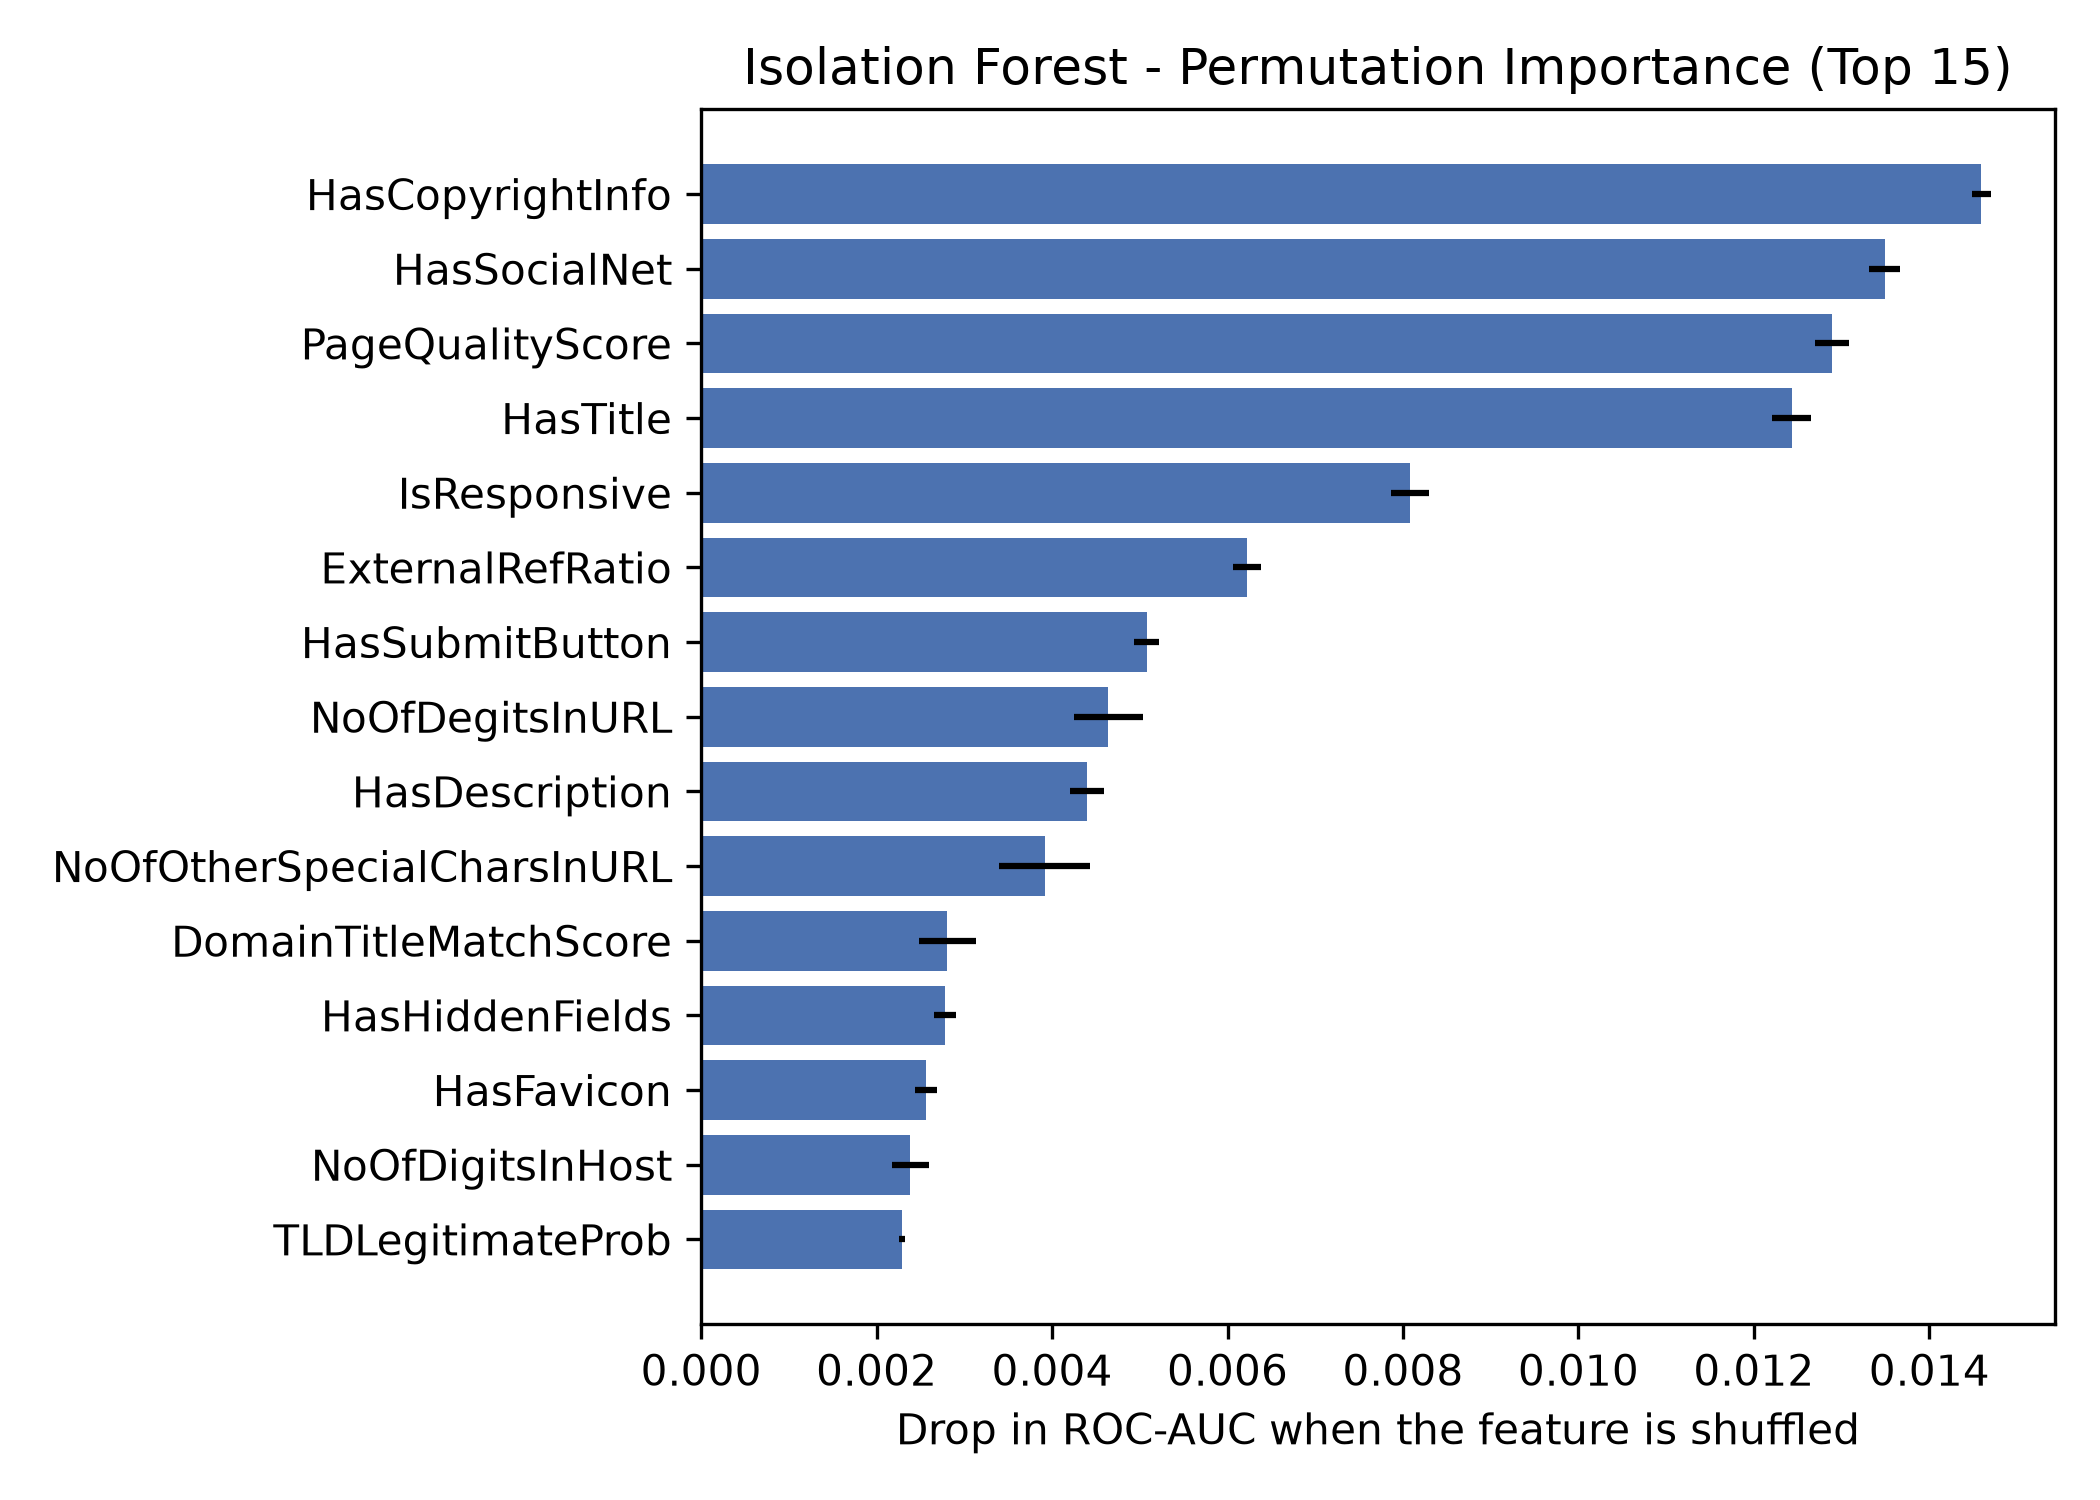 Isolation Forest - Permutation Importance (Top 15)
HasCopyrightInfo
HasSocialNet
PageQualityScore
HasTitle
IsResponsive
ExternalRefRatio
HasSubmitButton
NoOfDegitsInURL
HasDescription
NoOfOtherSpecialCharsInURL
DomainTitleMatchScore
HasHiddenFields
HasFavicon
NoOfDigitsInHost
TLDLegitimateProb
0.000 0.002 0.004 0.006 0.008 0.010 0.012 0.014
Drop in ROC-AUC when the feature is shuffled